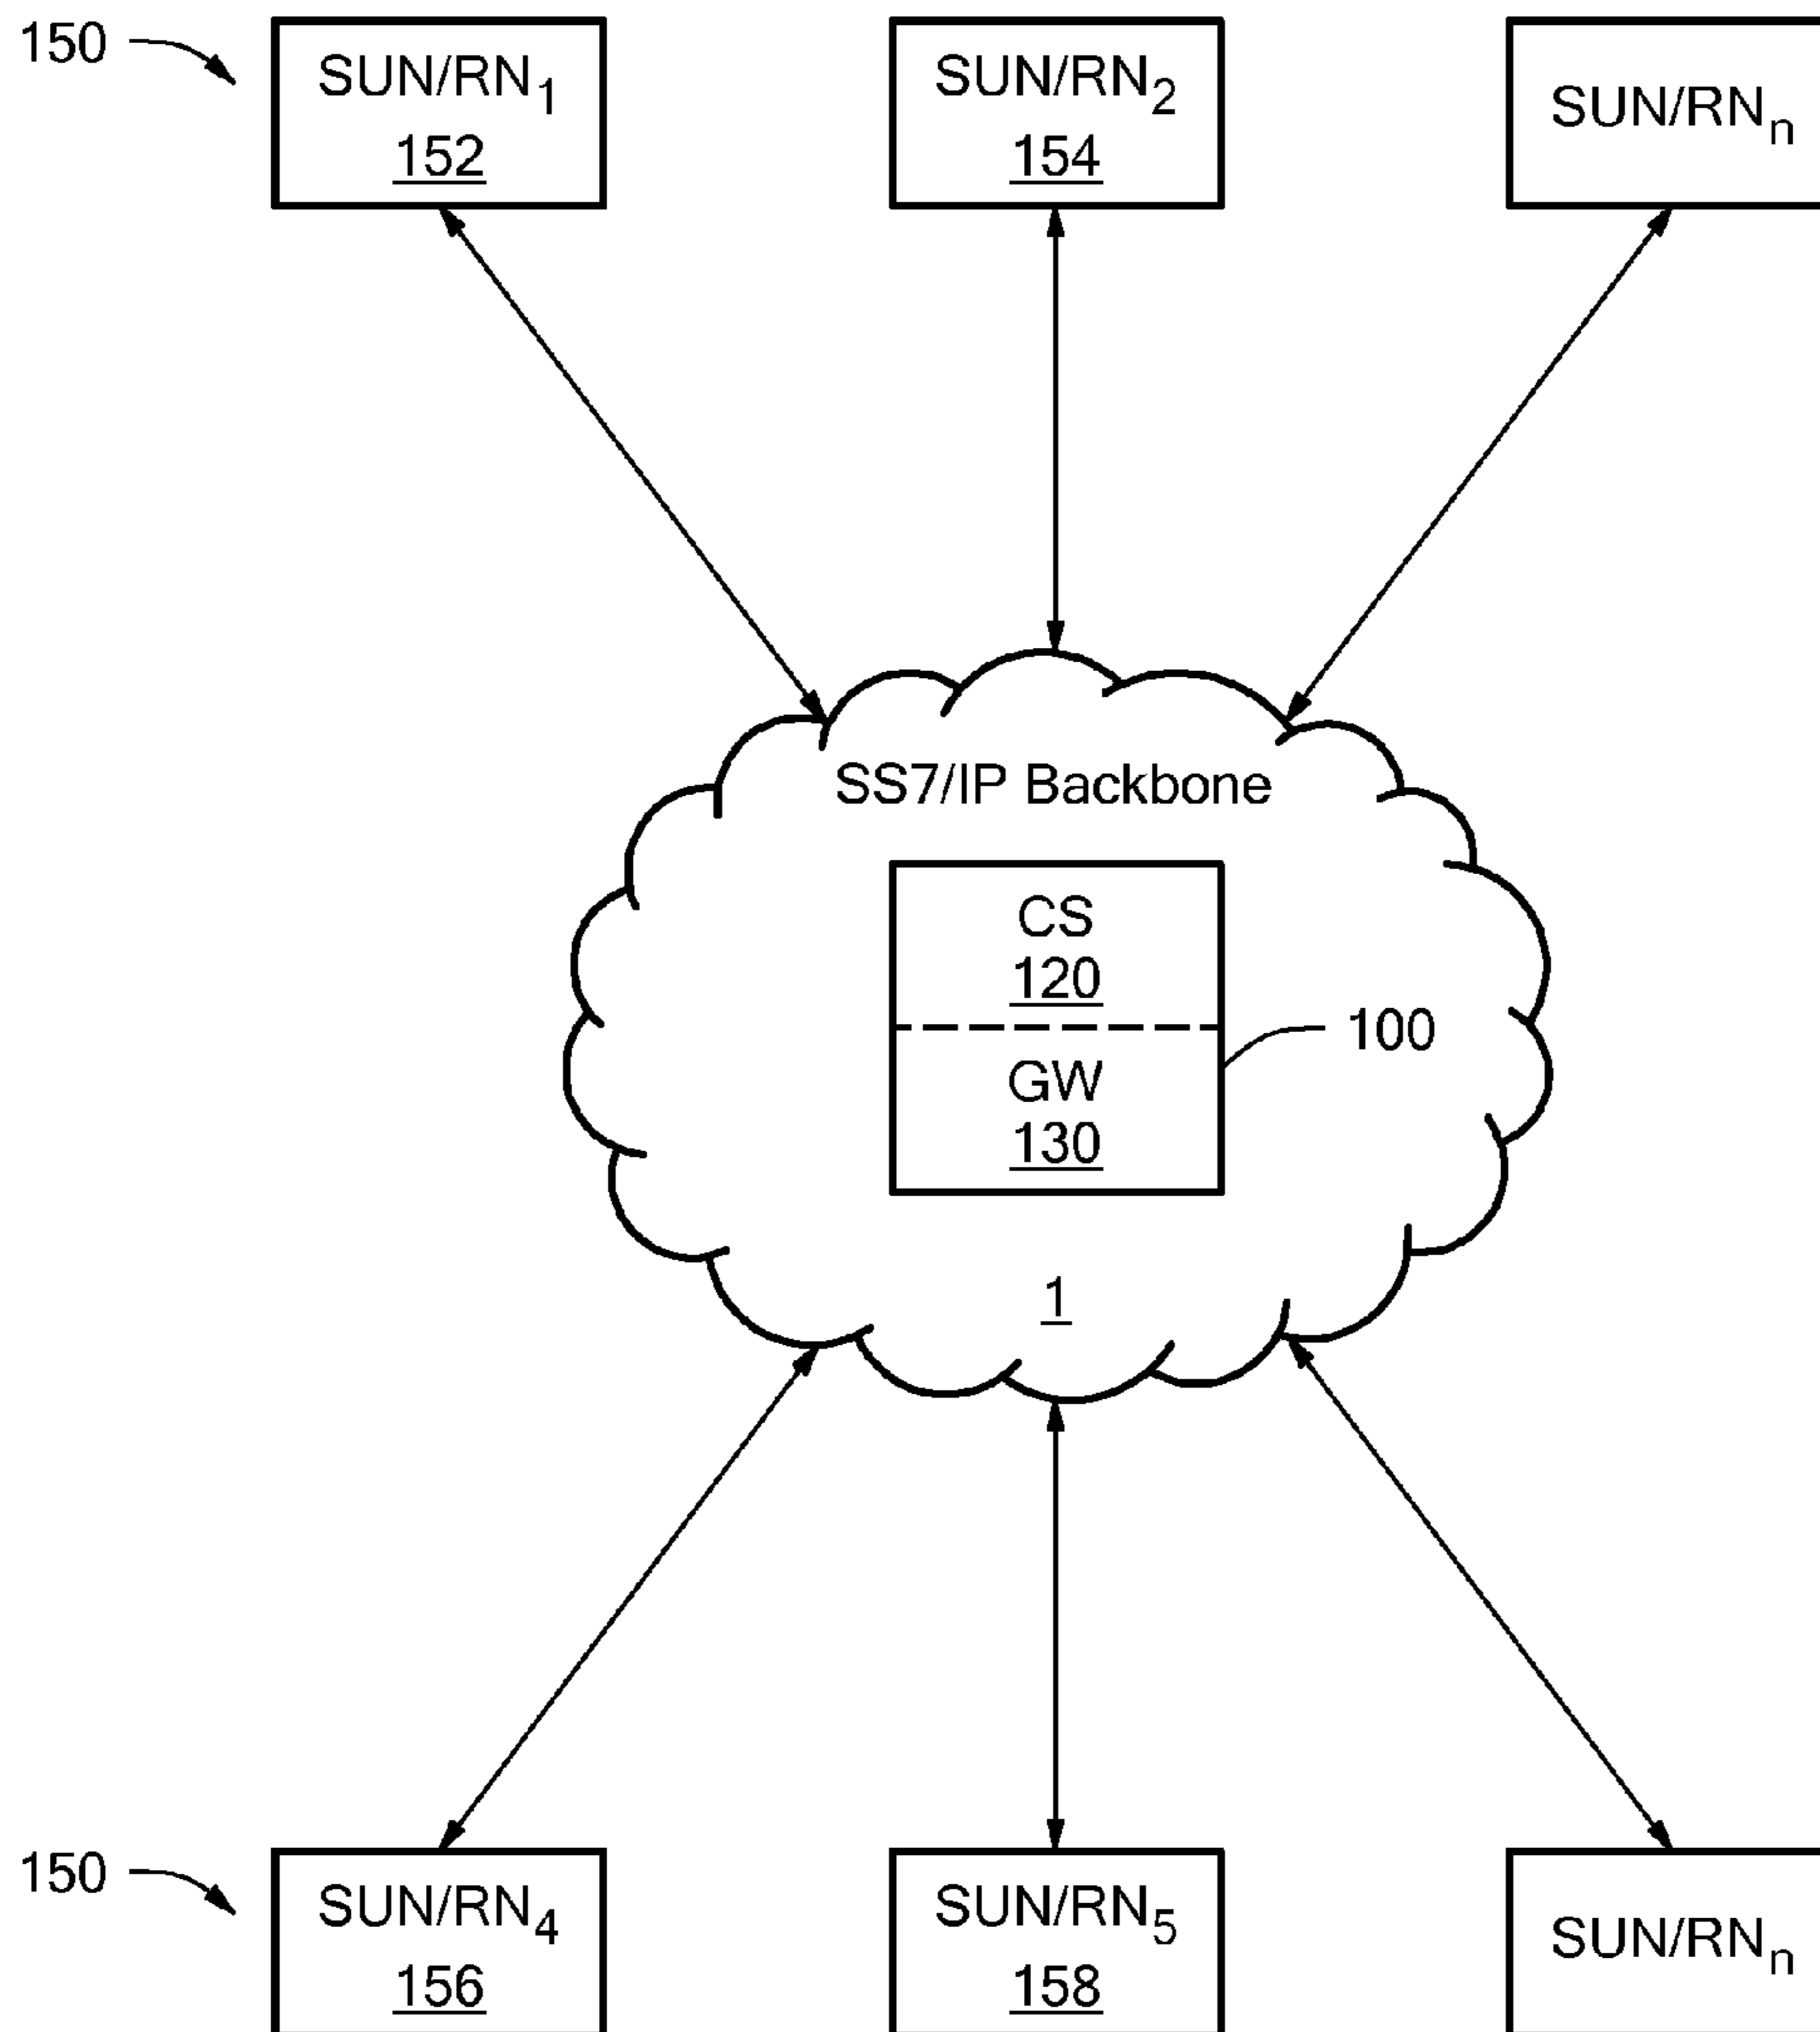 150
SUN/RN1
152
SUN/RN2
154
SUN/RNn
SS7/IP Backbone
CS
120
GW
130
100
1
150
SUN/RN4
156
SUN/RN5
158
SUN/RNn